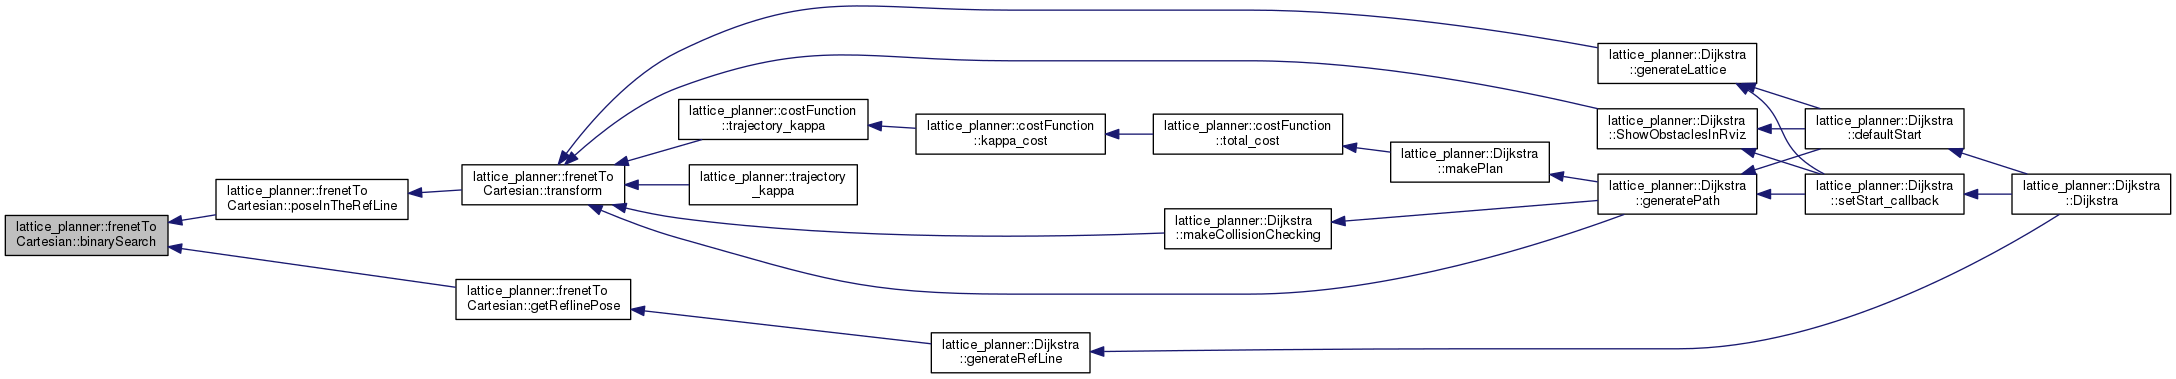 lattice_planner::frenetTo
Cartesian::binarySearch
lattice_planner::frenetTo
Cartesian::poseInTheRefLine
lattice_planner::frenetTo
Cartesian::transform
lattice_planner::frenetTo
Cartesian::getReflinePose
lattice_planner::costFunction
::trajectory_kappa
lattice_planner::trajectory
_kappa
lattice_planner::costFunction
::kappa_cost
lattice_planner::Dijkstra
::generateRefLine
lattice_planner::costFunction
::total_cost
lattice_planner::Dijkstra
::makeCollisionChecking
lattice_planner::Dijkstra
::makePlan
lattice_planner::Dijkstra
::generateLattice
lattice_planner::Dijkstra
::ShowObstaclesInRviz
lattice_planner::Dijkstra
::generatePath
lattice_planner::Dijkstra
::defaultStart
lattice_planner::Dijkstra
::setStart_callback
lattice_planner::Dijkstra
::Dijkstra